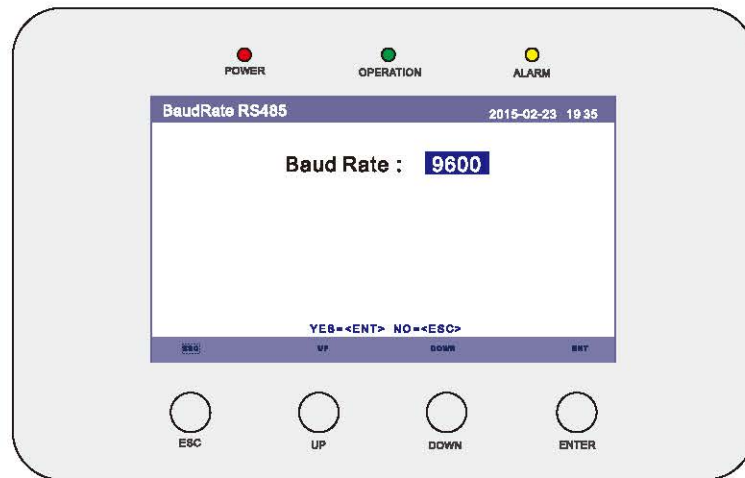 POWER OPERATION ALARM
BaudRate RS485 2015-02-23 19 35
Baud Rate : 9600
YES=<ENT> NO=<ESC>
ESC UP DOWN ENT
ESC UP DOWN ENTER